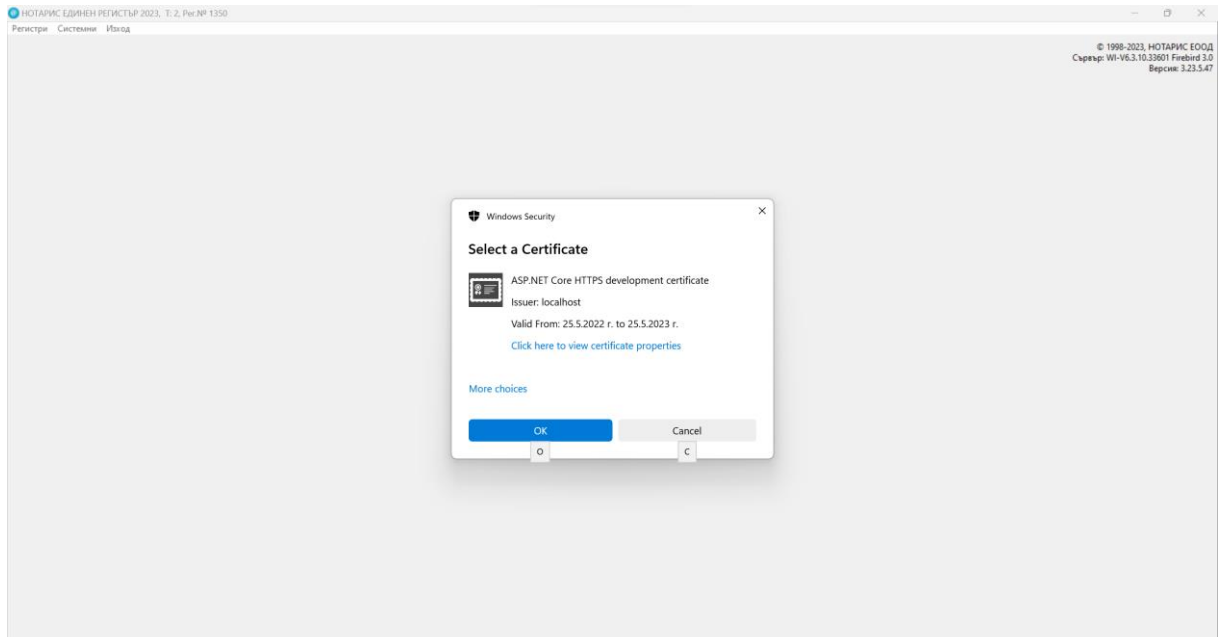 НОТАРИС ЕДИНЕН РЕГИСТЪР 2023, Т: 2, Рег.№ 1350
Регистри Системни Изход
© 1998-2023, НОТАРИС ЕООД
Сървър: WI-V6.3.10.33601 Firebird 3.0
Версия: 3.23.5.47
Windows Security
Select a Certificate
ASP.NET Core HTTPS development certificate
Issuer: localhost
Valid From: 25.5.2022 г. to 25.5.2023 г.
Click here to view certificate properties
More choices
OK Cancel
O C